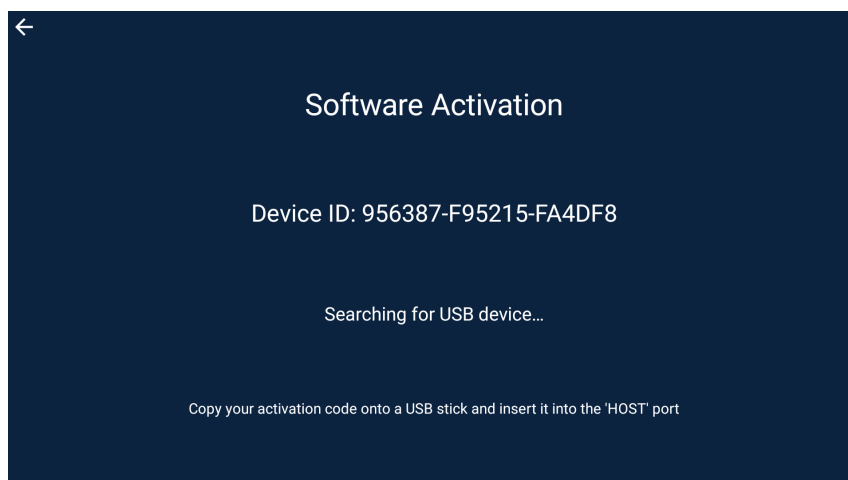 Software Activation
Device ID: 956387-F95215-FA4DF8
Searching for USB device...
Copy your activation code onto a USB stick and insert it into the 'HOST' port